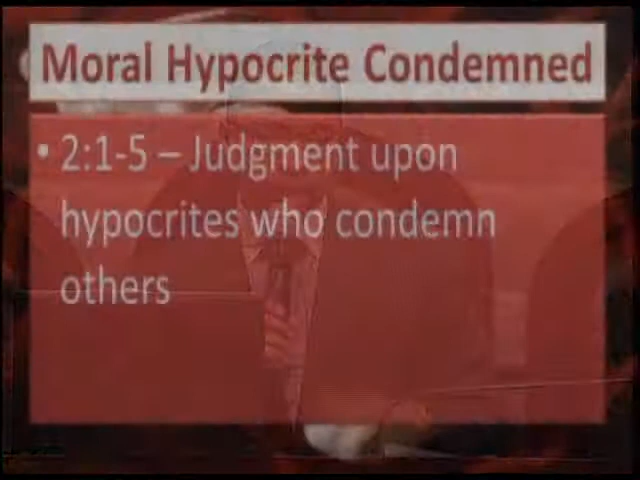 Moral Hypocrite Condemned
• 2:1-5 – Judgment upon
hypocrites who condemn
others